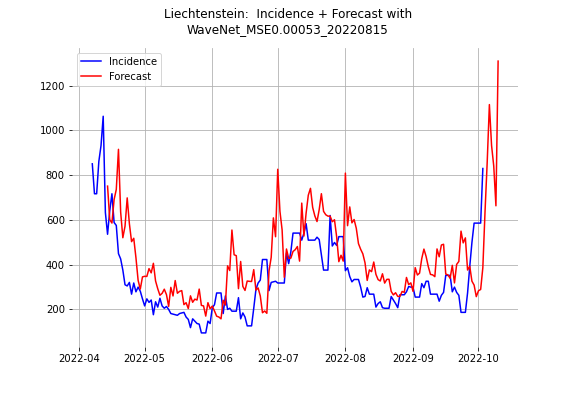 Liechtenstein:  Incidence + Forecast with
WaveNet_MSE0.00053_20220815
Incidence
Forecast
1200
1000
800
600
400
200
2022-04 2022-05 2022-06 2022-07 2022-08 2022-09 2022-10